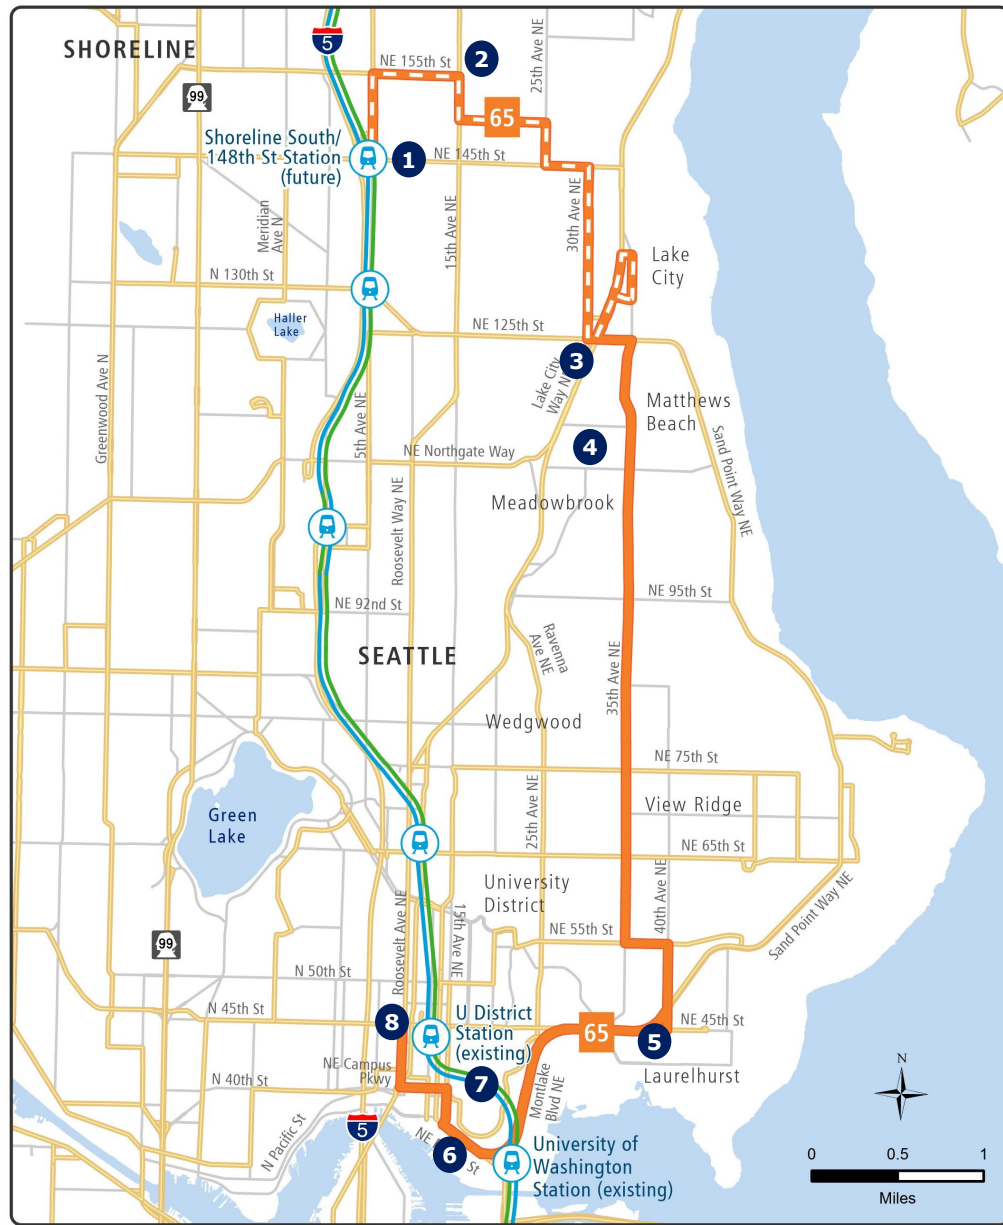 5
SHORELINE
2
NE 155th St
25th Ave NE
99
65
Shoreline South/
148th St Station
(future)
1
NE 145th St
Meridian
Ave N
15th Ave NE
30th Ave NE
Lake
City
N 130th St
Haller
Lake
NE 125th St
3
Lake City
Way NE
Greenwood Ave N
5th Ave NE
Matthews
Beach
4
NE Northgate Way
Sand Point Way NE
Roosevelt Way NE
Meadowbrook
NE 92nd St
NE 95th St
Ravenna
Ave NE
SEATTLE
35th Ave NE
Wedgwood
NE 75th St
Green
Lake
25th Ave NE
View Ridge
NE 65th St
University
District
40th Ave NE
Roosevelt Ave NE
15th Ave NE
NE 55th St
Sand Point Way NE
99
N 50th St
N 45th St
8
U District
Station
(existing)
65
NE 45th St
5
NE Campus
Pkwy
Laurelhurst
N 40th St
7
Montlake
Blvd NE
N
N Pacific St
5
NE
St
6
University of
Washington
Station (existing)
0 0.5 1
Miles